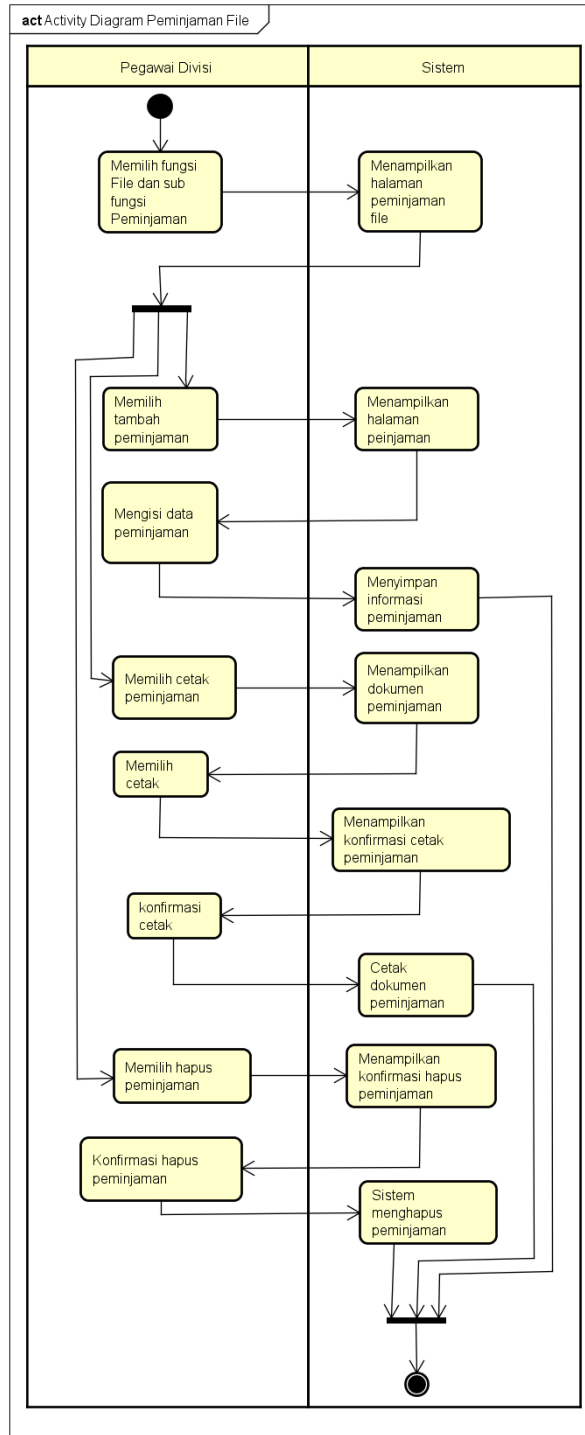 act Activity Diagram Peminjaman File
Pegawai Divisi
Sistem
Memilih fungsi
File dan sub
fungsi
Peminjaman
Menampilkan
halaman
peminjaman
file
Memilih
tambah
peminjaman
Menampilkan
halaman
peinjaman
Mengisi data
peminjaman
Menyimpan
informasi
peminjaman
Memilih cetak
peminjaman
Menampilkan
dokumen
peminjaman
Memilih
cetak
Menampilkan
konfirmasi cetak
peminjaman
konfirmasi
cetak
Cetak
dokumen
peminjaman
Memilih hapus
peminjaman
Menampilkan
konfirmasi hapus
peminjaman
Konfirmasi hapus
peminjaman
Sistem
menghapus
peminjaman